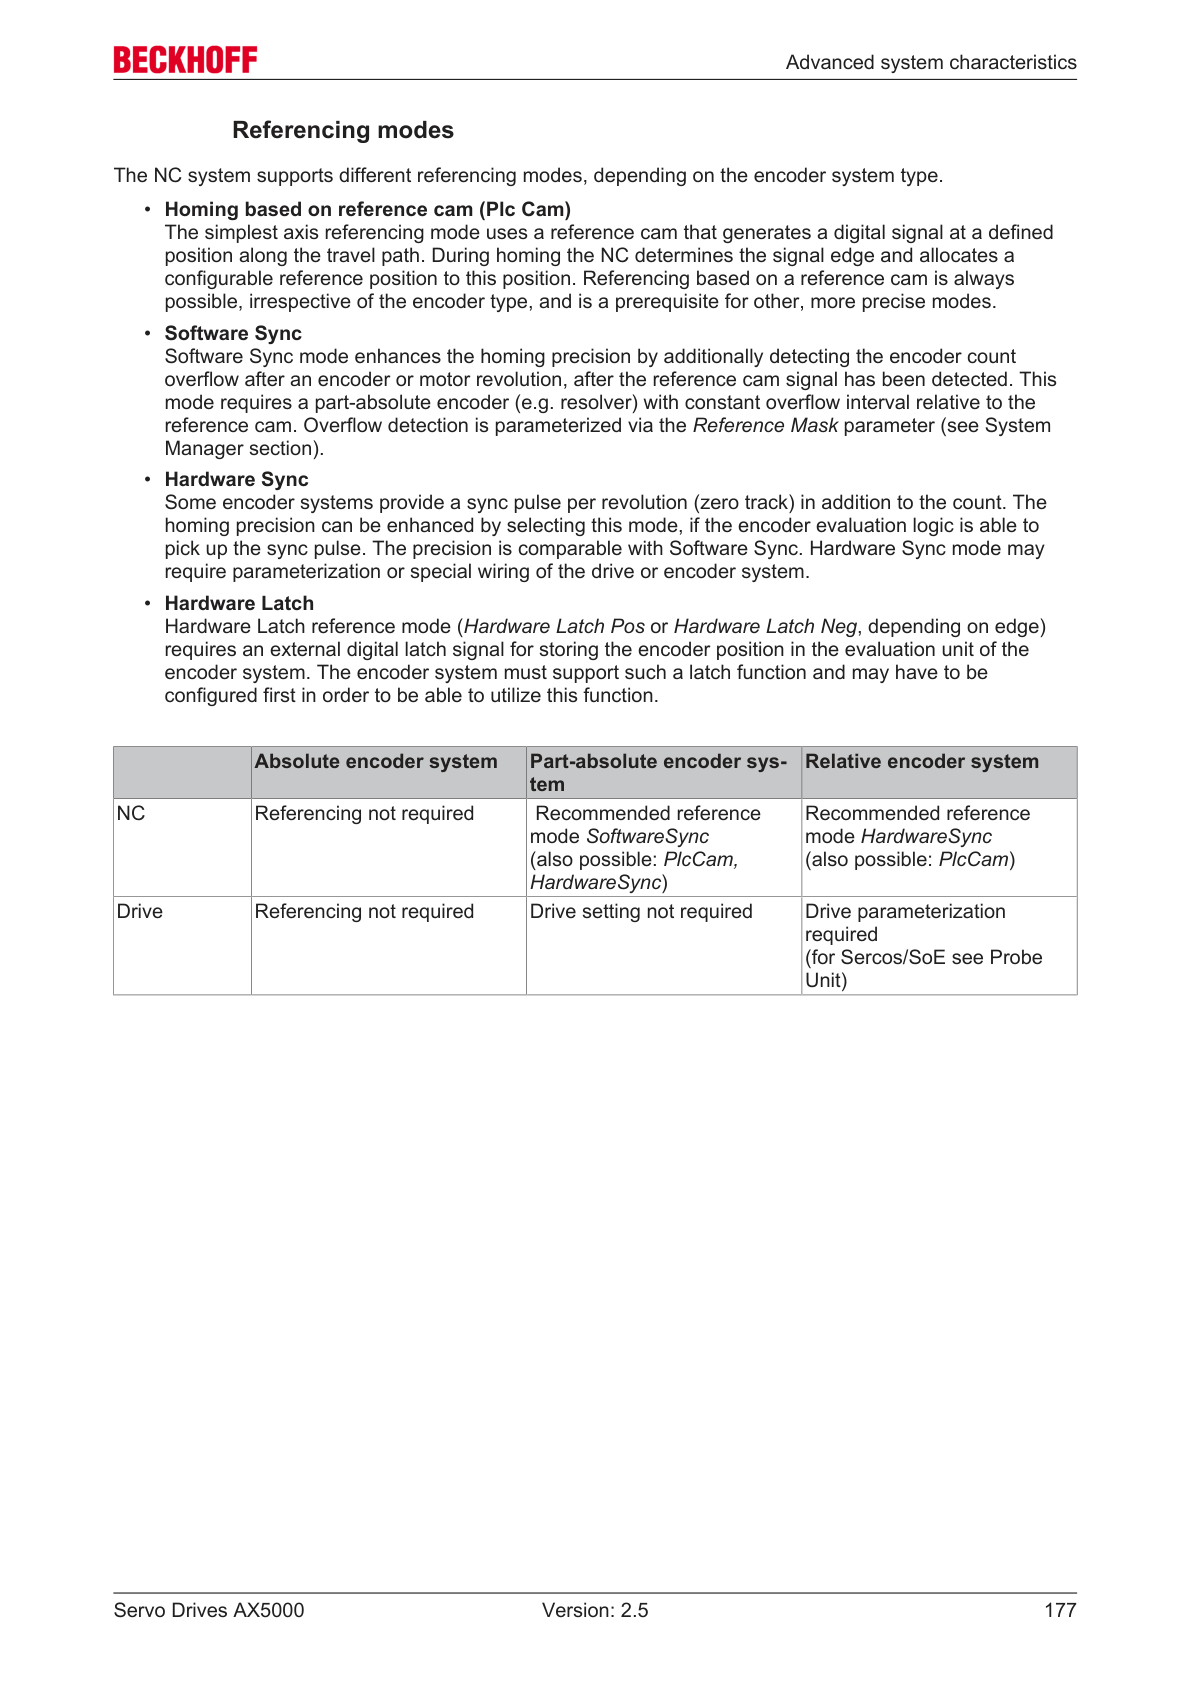 BECKHOFF
Advanced system characteristics
Referencing modes
The NC system supports different referencing modes, depending on the encoder system type.
• Homing based on reference cam (Plc Cam)
The simplest axis referencing mode uses a reference cam that generates a digital signal at a defined
position along the travel path. During homing the NC determines the signal edge and allocates a
configurable reference position to this position. Referencing based on a reference cam is always
possible, irrespective of the encoder type, and is a prerequisite for other, more precise modes.
• Software Sync
Software Sync mode enhances the homing precision by additionally detecting the encoder count
overflow after an encoder or motor revolution, after the reference cam signal has been detected. This
mode requires a part-absolute encoder (e.g. resolver) with constant overflow interval relative to the
reference cam. Overflow detection is parameterized via the Reference Mask parameter (see System
Manager section).
• Hardware Sync
Some encoder systems provide a sync pulse per revolution (zero track) in addition to the count. The
homing precision can be enhanced by selecting this mode, if the encoder evaluation logic is able to
pick up the sync pulse. The precision is comparable with Software Sync. Hardware Sync mode may
require parameterization or special wiring of the drive or encoder system.
• Hardware Latch
Hardware Latch reference mode (Hardware Latch Pos or Hardware Latch Neg, depending on edge)
requires an external digital latch signal for storing the encoder position in the evaluation unit of the
encoder system. The encoder system must support such a latch function and may have to be
configured first in order to be able to utilize this function.
Absolute encoder system
Part-absolute encoder sys-
tem
Relative encoder system
NC
Referencing not required
Recommended reference
mode SoftwareSync
(also possible: PlcCam,
HardwareSync)
Recommended reference
mode HardwareSync
(also possible: PlcCam)
Drive
Referencing not required
Drive setting not required
Drive parameterization
required
(for Sercos/SoE see Probe
Unit)
Servo Drives AX5000
Version: 2.5
177